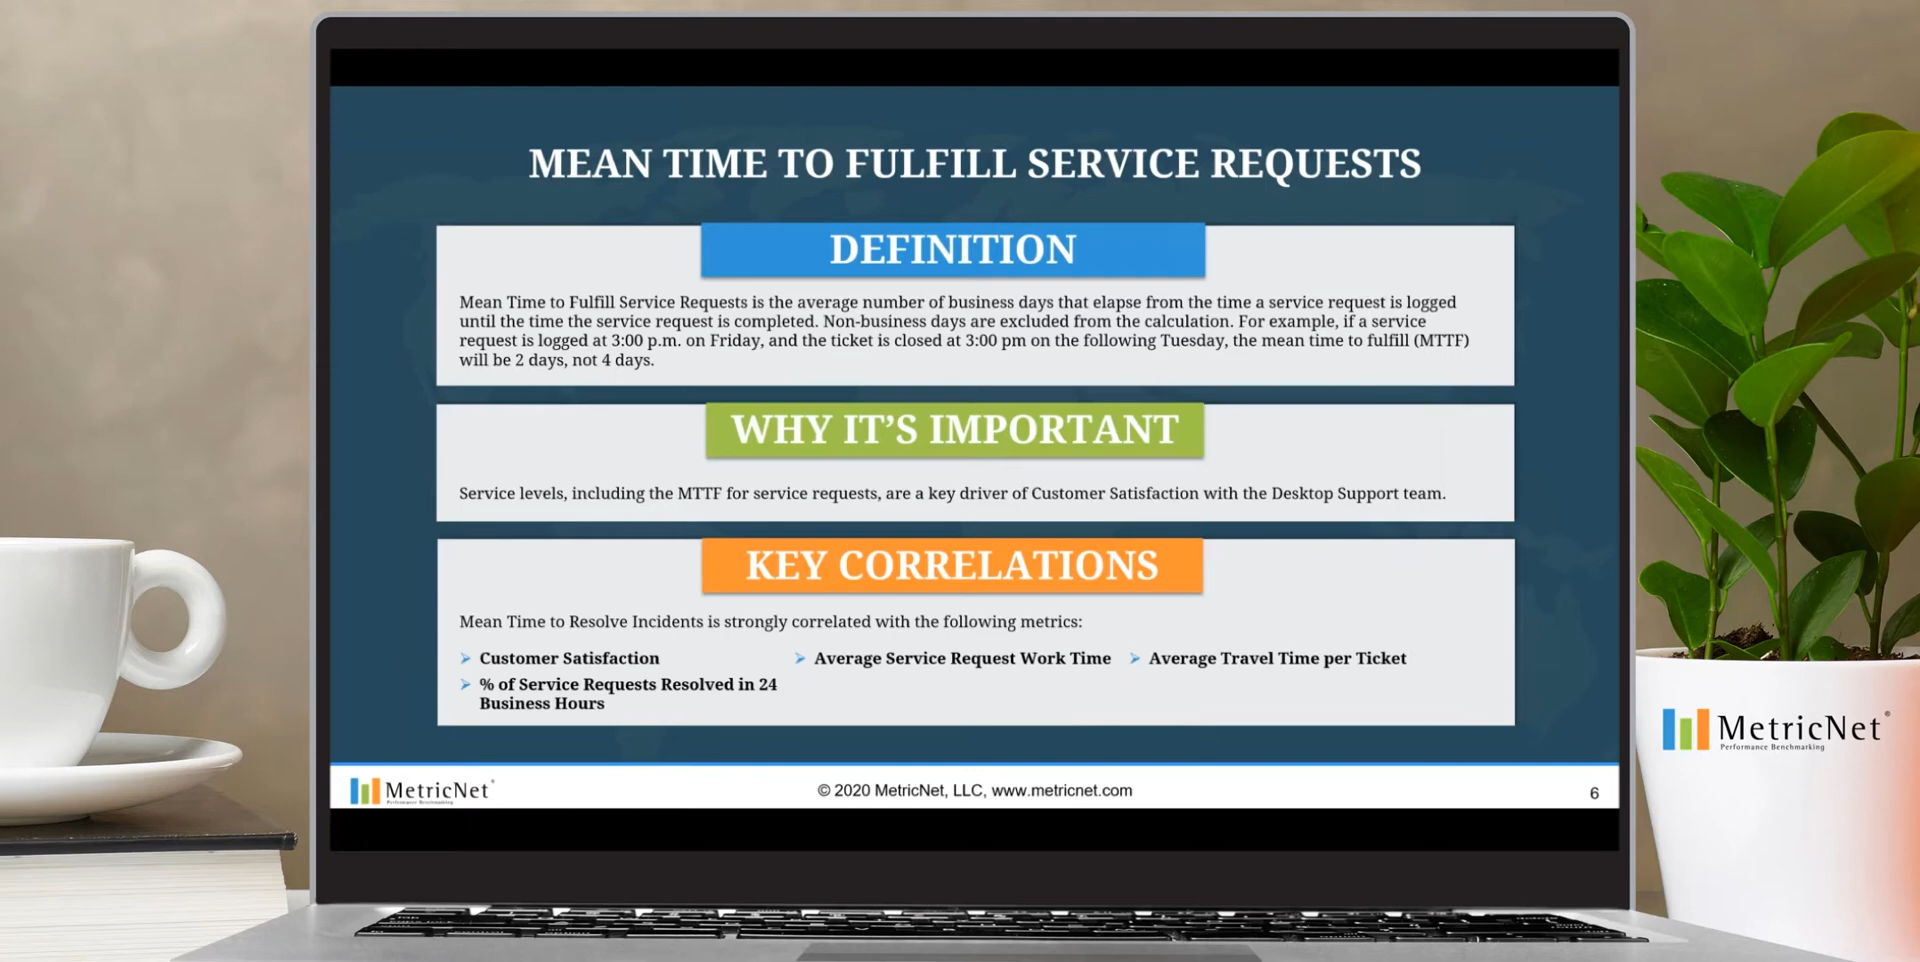 MEAN TIME TO FULFILL SERVICE REQUESTS
DEFINITION
Mean Time to Fulfill Service Requests is the average number of business days that elapse from the time a service request is logged
until the time the service request is completed. Non-business days are excluded from the calculation. For example, if a service
request is logged at 3:00 p.m. on Friday, and the ticket is closed at 3:00 pm on the following Tuesday, the mean time to fulfill (MTTF)
will be 2 days, not 4 days.
WHY IT’S IMPORTANT
Service levels, including the MTTF for service requests, are a key driver of Customer Satisfaction with the Desktop Support team.
KEY CORRELATIONS
Mean Time to Resolve Incidents is strongly correlated with the following metrics:
➢ Customer Satisfaction ➢ Average Service Request Work Time ➢ Average Travel Time per Ticket
➢ % of Service Requests Resolved in 24
Business Hours
MetricNet®
Performance Benchmarking
© 2020 MetricNet, LLC, www.metricnet.com
6
MetricNet®
Performance Benchmarking